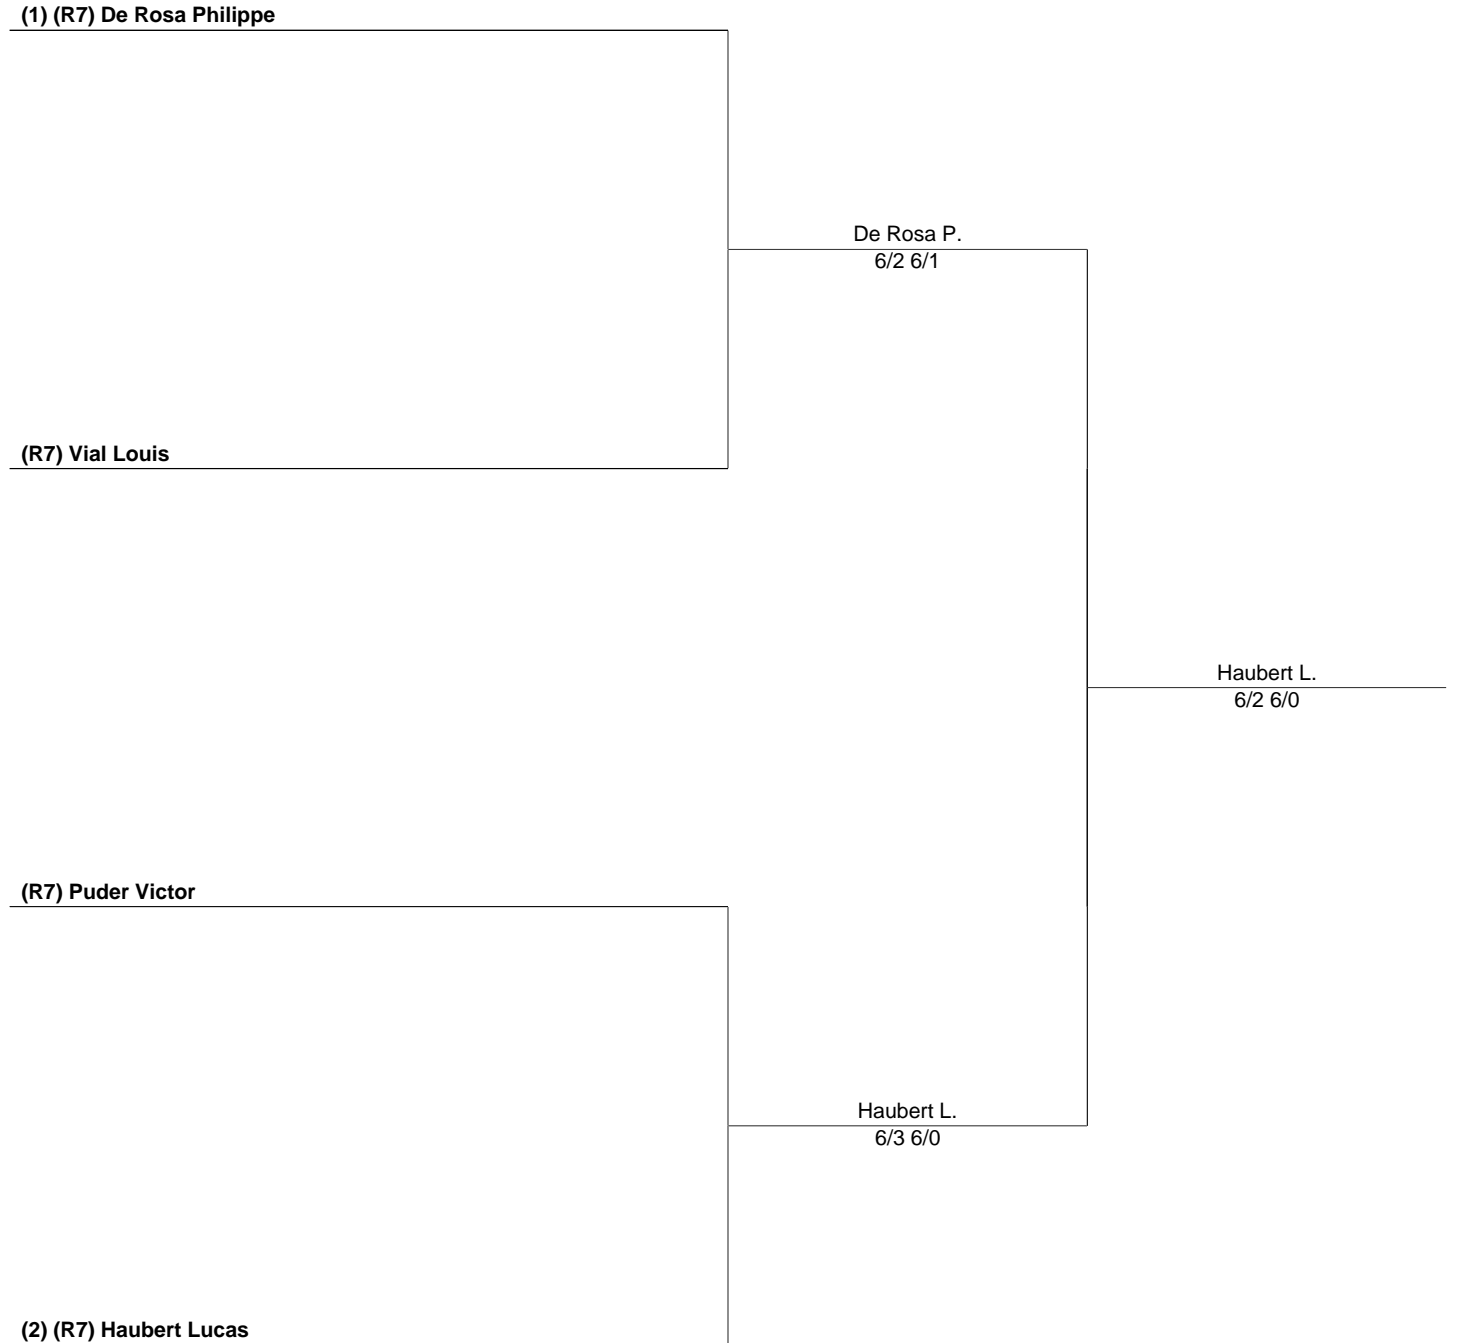 (1) (R7) De Rosa Philippe
De Rosa P.
6/2 6/1
(R7) Vial Louis
Haubert L.
6/2 6/0
(R7) Puder Victor
Haubert L.
6/3 6/0
(2) (R7) Haubert Lucas